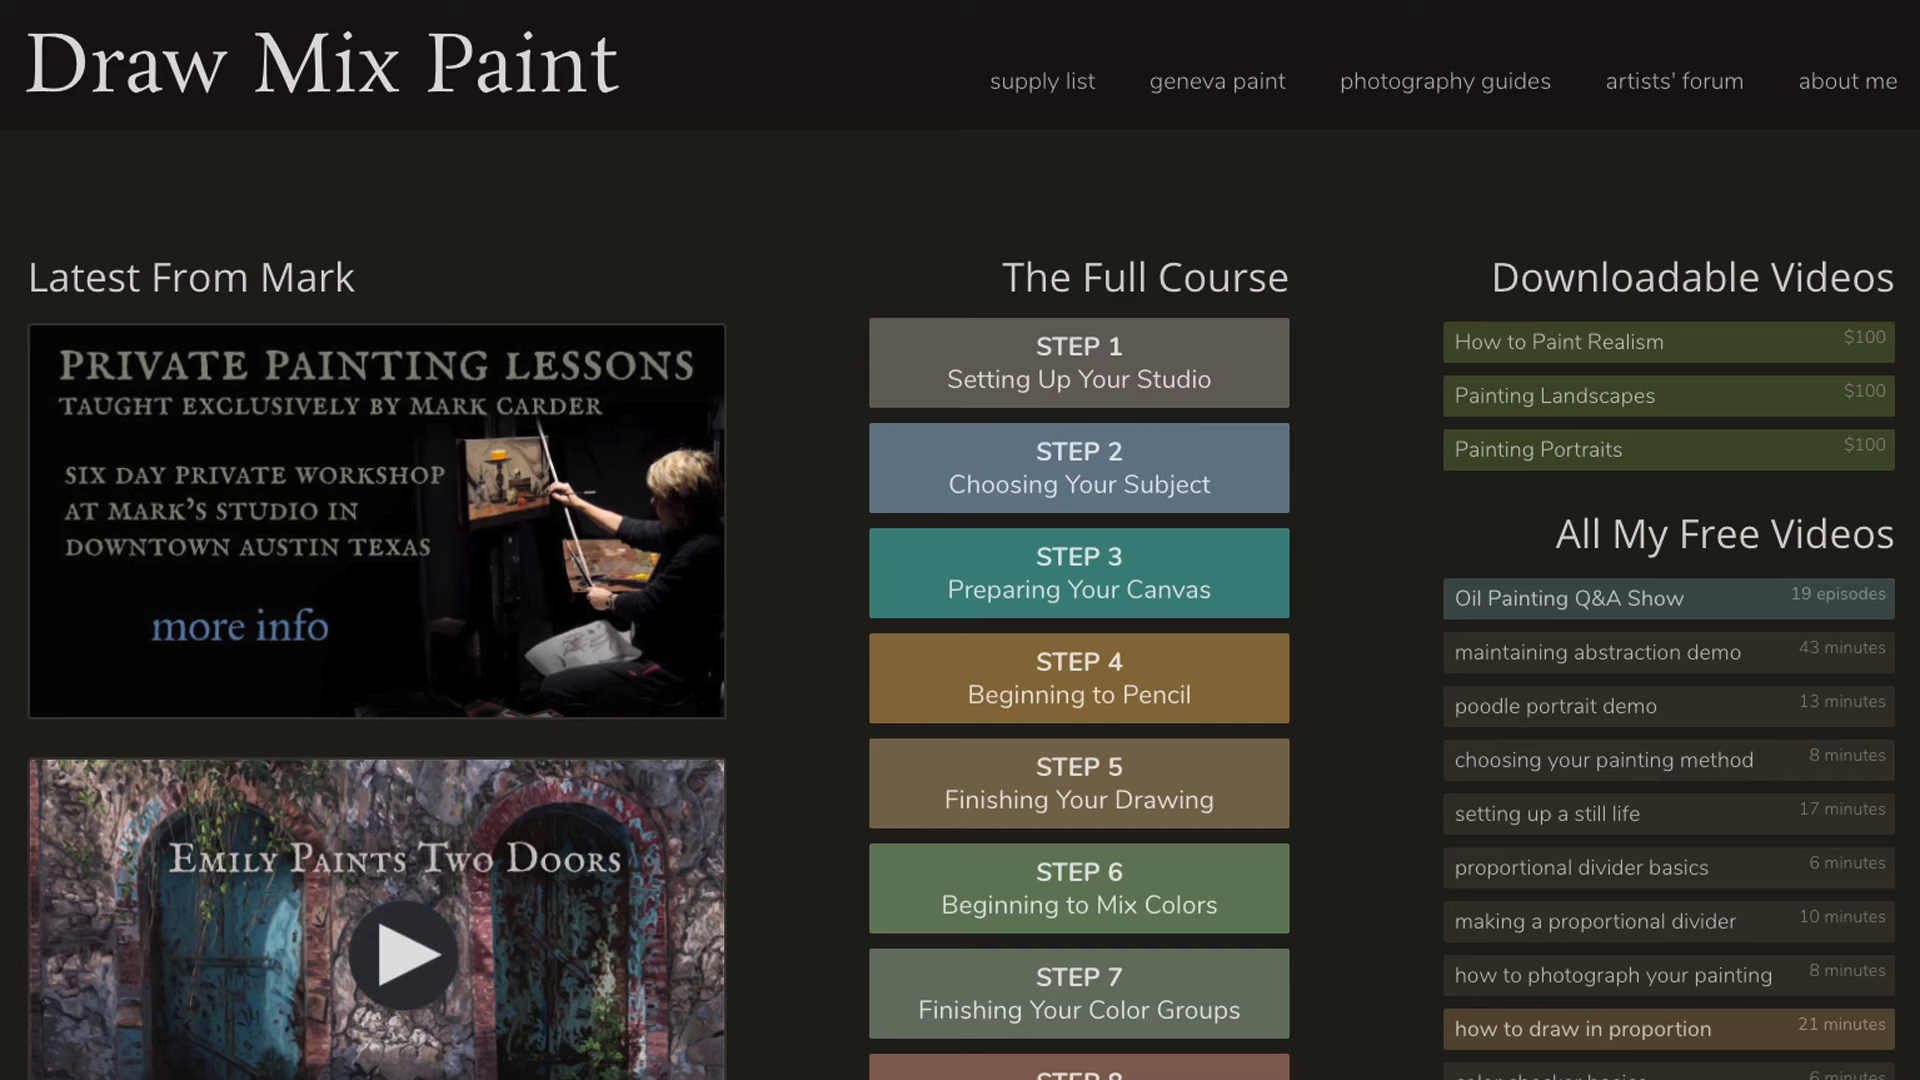 Draw Mix Paint
supply list
geneva paint
photography guides
artists' forum
about me
Latest From Mark
PRIVATE PAINTING LESSONS
TAUGHT EXCLUSIVELY BY MARK CARDER
SIX DAY PRIVATE WORKSHOP
AT MARK'S STUDIO IN
DOWNTOWN AUSTIN TEXAS
more info
EMILY PAINTS TWO DOORS
The Full Course
STEP 1
Setting Up Your Studio
STEP 2
Choosing Your Subject
STEP 3
Preparing Your Canvas
STEP 4
Beginning to Pencil
STEP 5
Finishing Your Drawing
STEP 6
Beginning to Mix Colors
STEP 7
Finishing Your Color Groups
STEP 8
Downloadable Videos
How to Paint Realism $100
Painting Landscapes $100
Painting Portraits $100
All My Free Videos
Oil Painting Q&A Show 19 episodes
maintaining abstraction demo 43 minutes
poodle portrait demo 13 minutes
choosing your painting method 8 minutes
setting up a still life 17 minutes
proportional divider basics 6 minutes
making a proportional divider 10 minutes
how to photograph your painting 8 minutes
how to draw in proportion 21 minutes
color checker basics 6 minutes